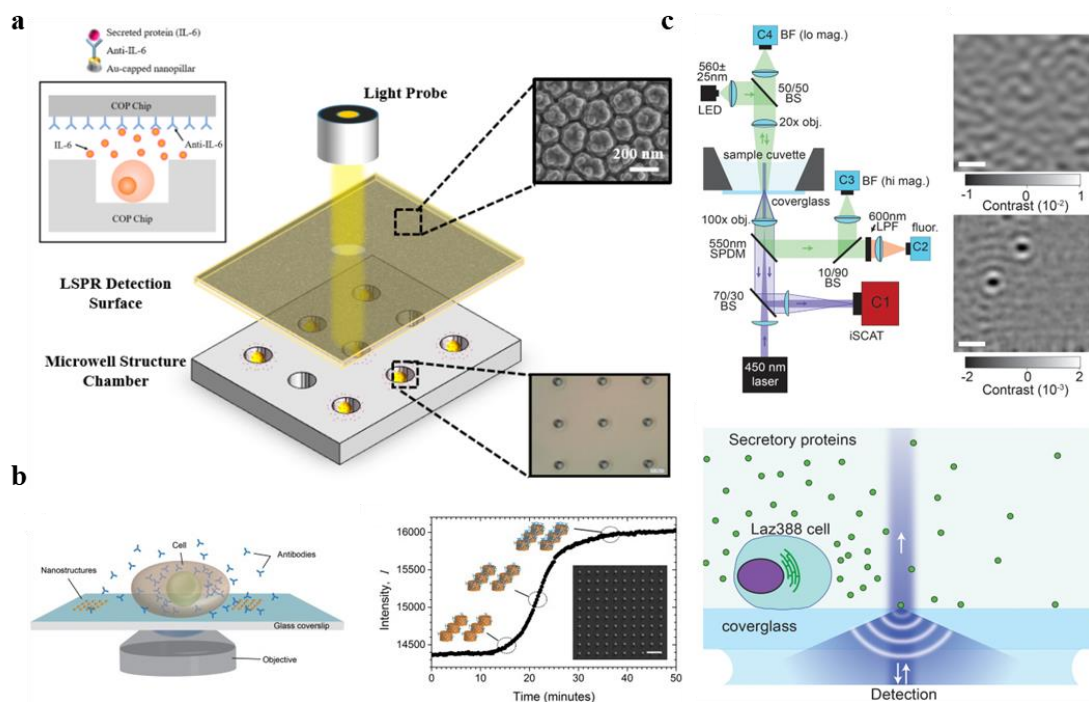 a
Secreted protein (IL-6)
Anti-IL-6
Au-capped nanopillar
COP Chip
IL-6
Anti-IL-6
COP Chip
Light Probe
200 nm
LSPR Detection
Surface
Microwell Structure
Chamber
b
Cell
Antibodies
Nanostructures
Glass coverslip
Objective
Intensity, I
16000
15500
15000
14500
0
10
20
30
40
50
Time (minutes)
c
C4
BF (lo mag.)
560±
25nm
LED
50/50
BS
20x obj.
sample cuvette
coverglass
C3
BF (hi mag.)
100x obj.
600nm
LPF
fluor.
C2
550nm
SPDM
10/90
BS
70/30
BS
C1
iSCAT
450 nm
laser
-1
1
Contrast (10⁻²)
-2
2
Contrast (10⁻³)
Secretory proteins
Laz388 cell
coverglass
Detection